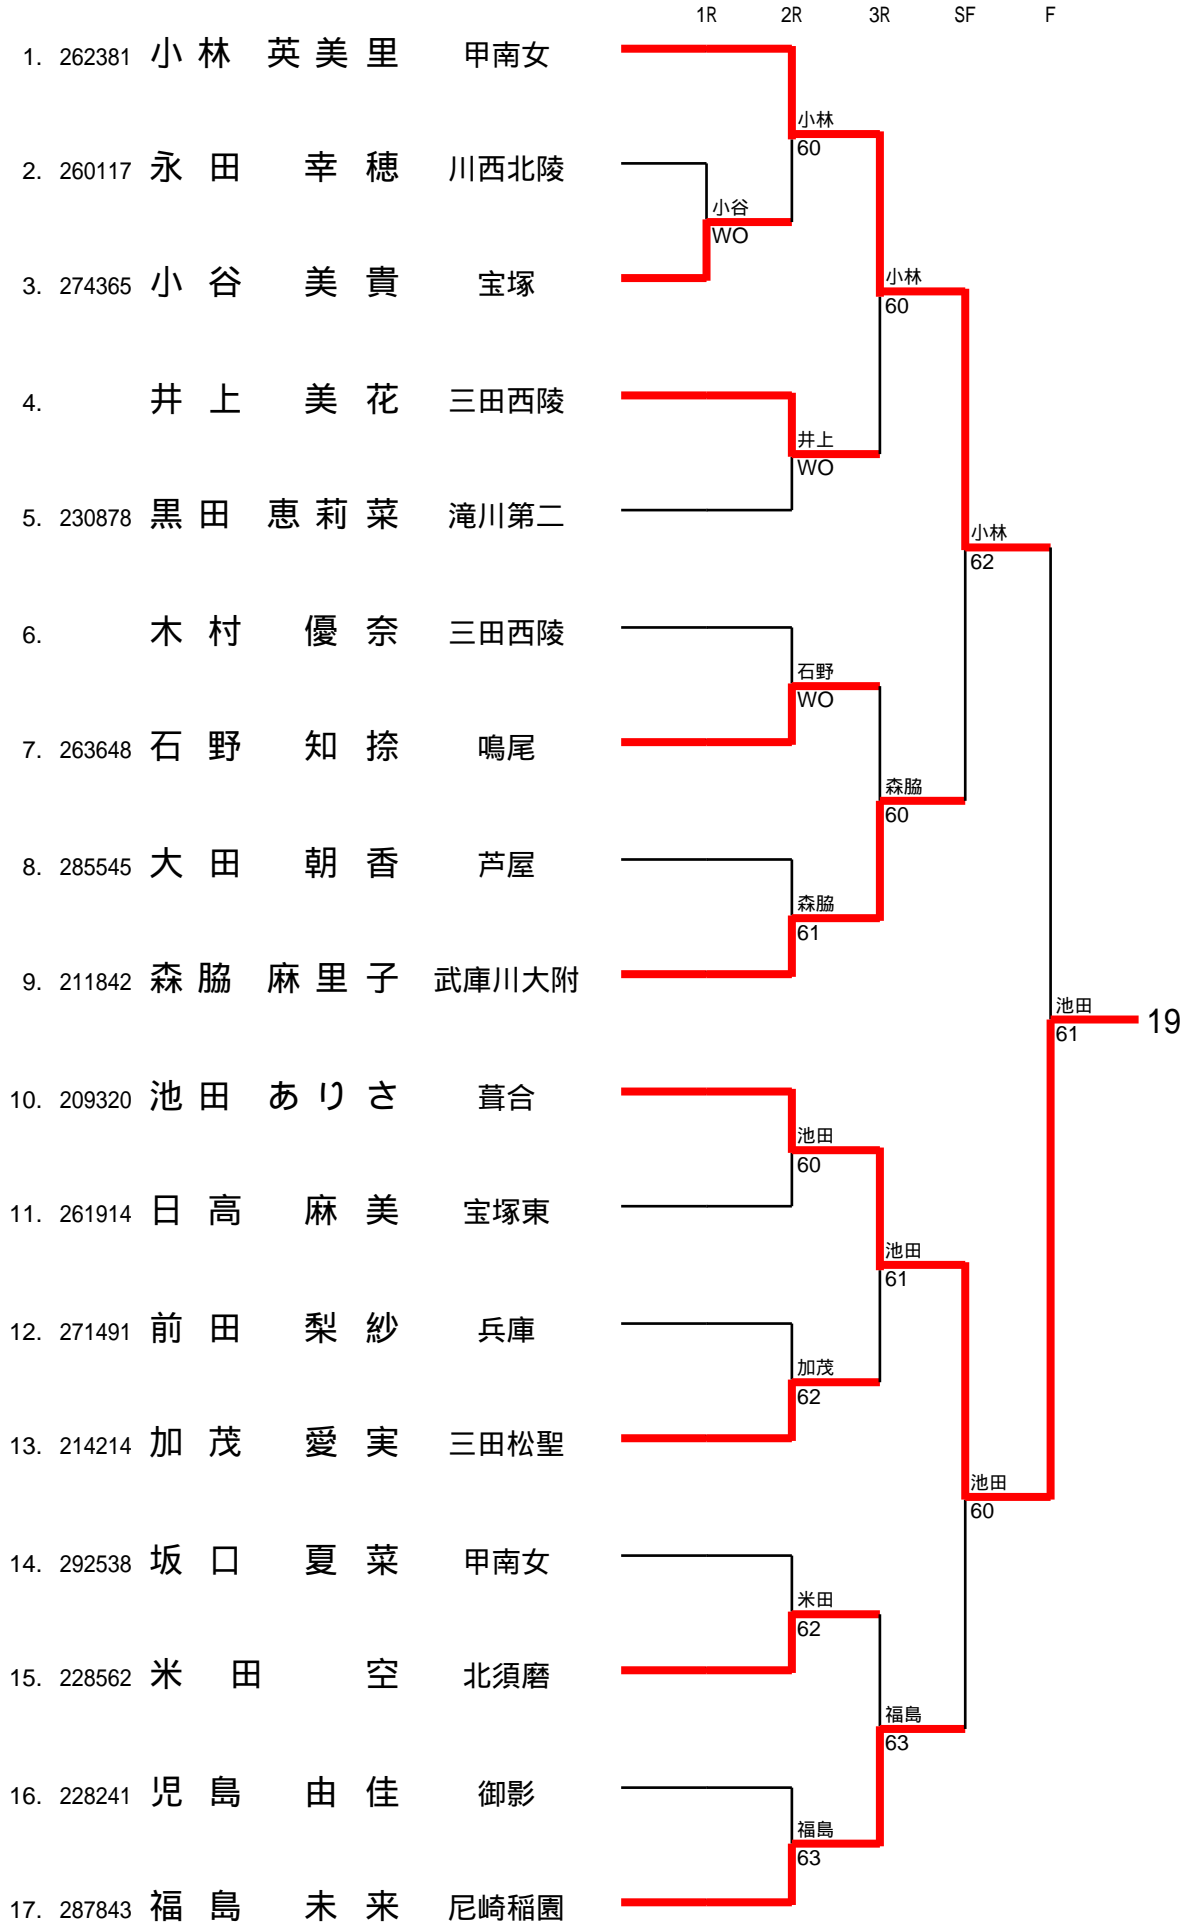 1R 2R 3R SF F
1. 262381 小林 英美里 甲南女
小林
60
2. 260117 永田 幸穂 川西北陵
小谷
WO
3. 274365 小谷 美貴 宝塚
小林
60
4. 井上 美花 三田西陵
井上
WO
5. 230878 黒田 恵莉菜 滝川第二
小林
62
6. 木村 優奈 三田西陵
石野
WO
7. 263648 石野 知捺 鳴尾
森脇
60
8. 285545 大田 朝香 芦屋
森脇
61
9. 211842 森脇 麻里子 武庫川大附
池田
61
19
10. 209320 池田 ありさ 葺合
池田
60
11. 261914 日高 麻美 宝塚東
池田
61
12. 271491 前田 梨紗 兵庫
加茂
62
13. 214214 加茂 愛実 三田松聖
池田
60
14. 292538 坂口 夏菜 甲南女
米田
62
15. 228562 米田 空 北須磨
福島
63
16. 228241 児島 由佳 御影
福島
63
17. 287843 福島 未来 尼崎稲園